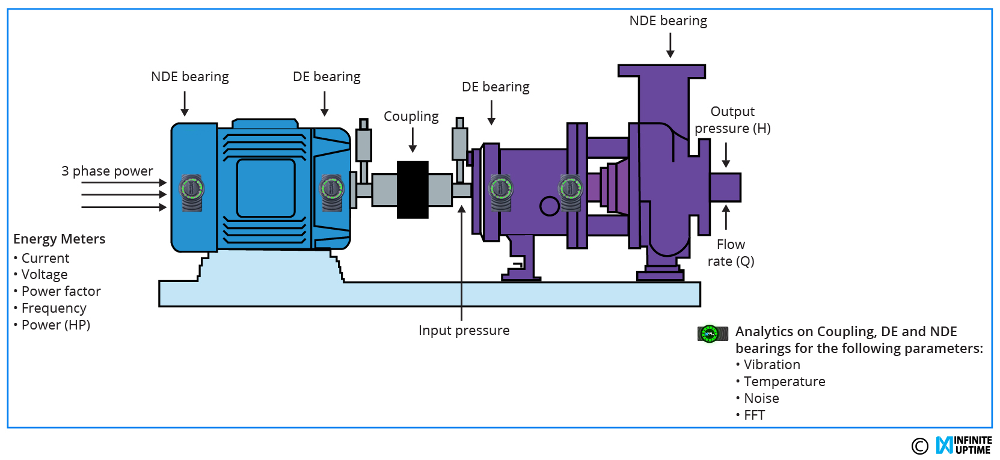 NDE bearing
NDE bearing
DE bearing
DE bearing
Coupling
Output
pressure (H)
3 phase power
Energy Meters
• Current
• Voltage
• Power factor
• Frequency
• Power (HP)
Flow
rate (Q)
Input pressure
Analytics on Coupling, DE and NDE
bearings for the following parameters:
• Vibration
• Temperature
• Noise
• FFT
© INFINITE
UPTIME